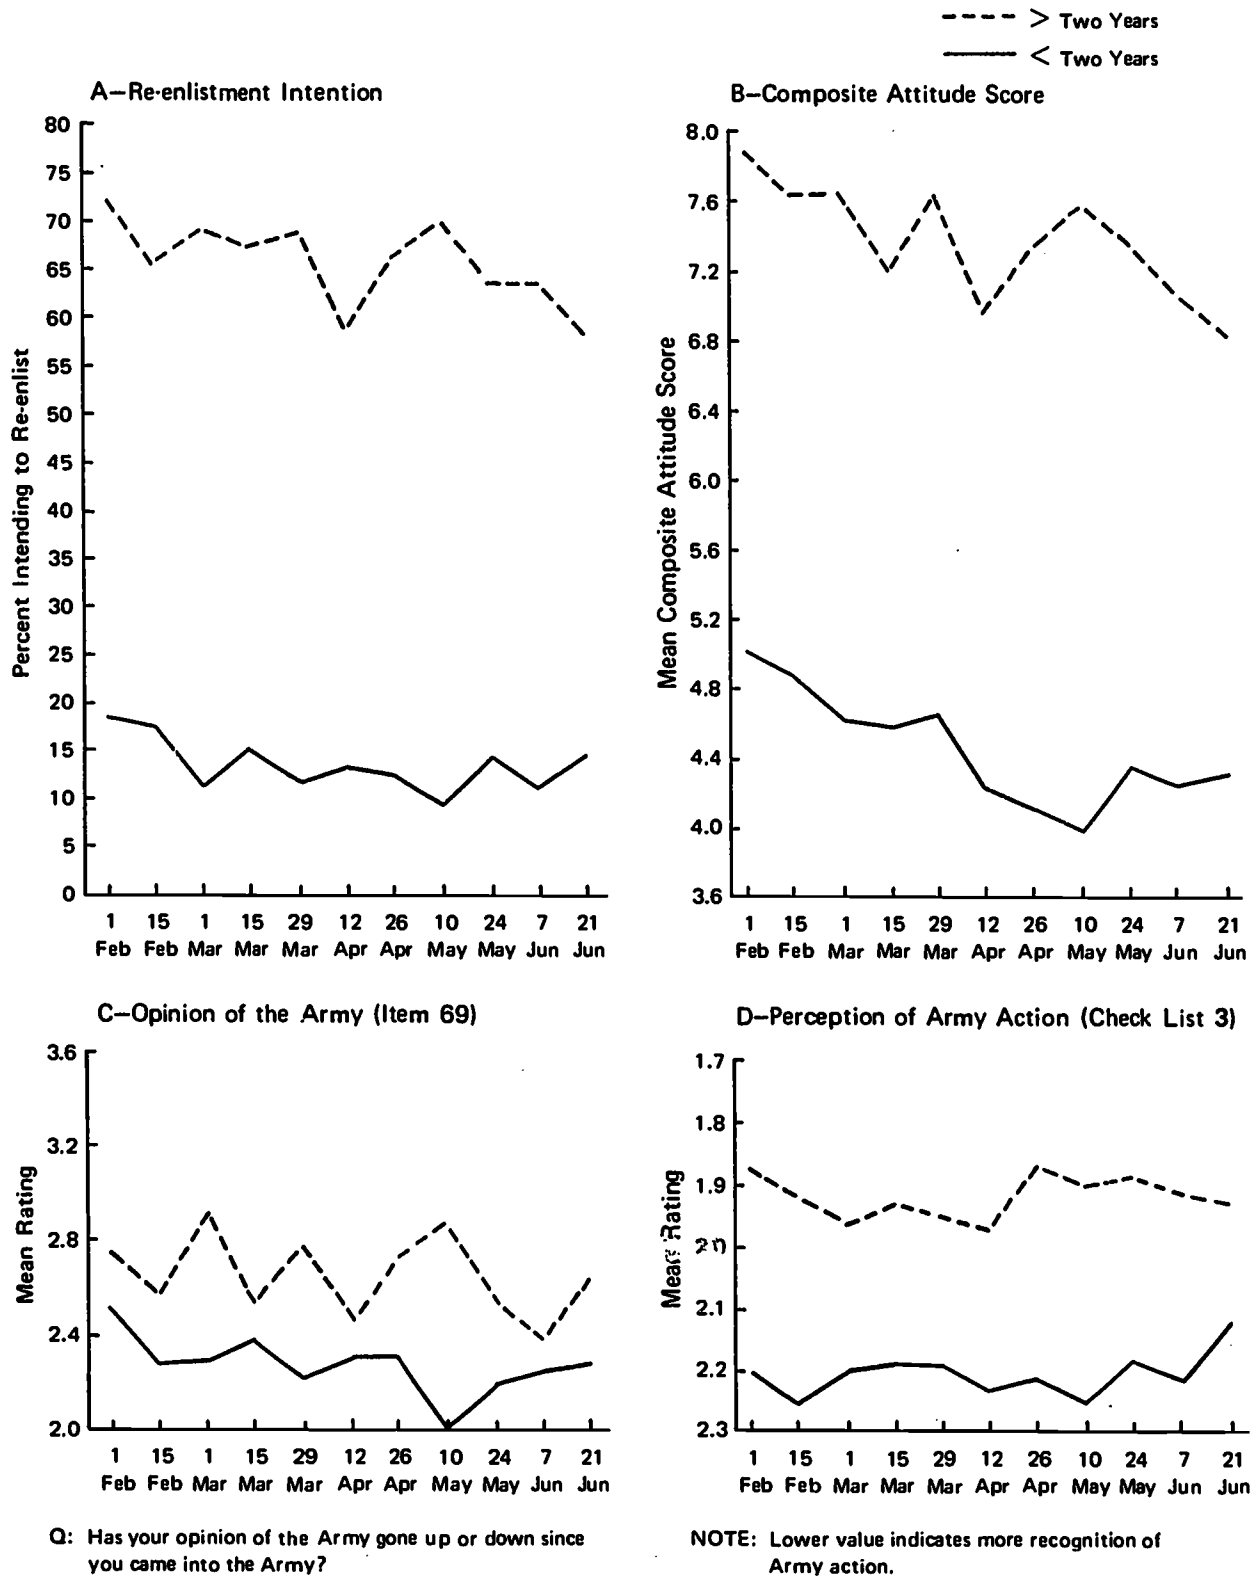 > Two Years
< Two Years
A—Re-enlistment Intention
Percent Intending to Re-enlist
80
75
70
65
60
55
50
45
40
35
30
25
20
15
10
5
0
1 15 1 15 29 12 26 10 24 7 21
Feb Feb Mar Mar Mar Apr Apr May May Jun Jun
B—Composite Attitude Score
Mean Composite Attitude Score
8.0
7.6
7.2
6.8
6.4
6.0
5.6
5.2
4.8
4.4
4.0
3.6
1 15 1 15 29 12 26 10 24 7 21
Feb Feb Mar Mar Mar Apr Apr May May Jun Jun
C—Opinion of the Army (Item 69)
Mean Rating
3.6
3.2
2.8
2.4
2.0
1 15 1 15 29 12 26 10 24 7 21
Feb Feb Mar Mar Mar Apr Apr May May Jun Jun
Q: Has your opinion of the Army gone up or down since
you came into the Army?
D—Perception of Army Action (Check List 3)
Mean Rating
1.7
1.8
1.9
2.0
2.1
2.2
2.3
1 15 1 15 29 12 26 10 24 7 21
Feb Feb Mar Mar Mar Apr Apr May May Jun Jun
NOTE: Lower value indicates more recognition of
Army action.